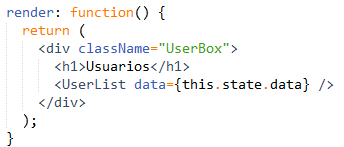 render: function() {
  return (
    <div className="UserBox">
      <h1>Usuarios</h1>
      <UserList data={this.state.data} />
    </div>
  );
}